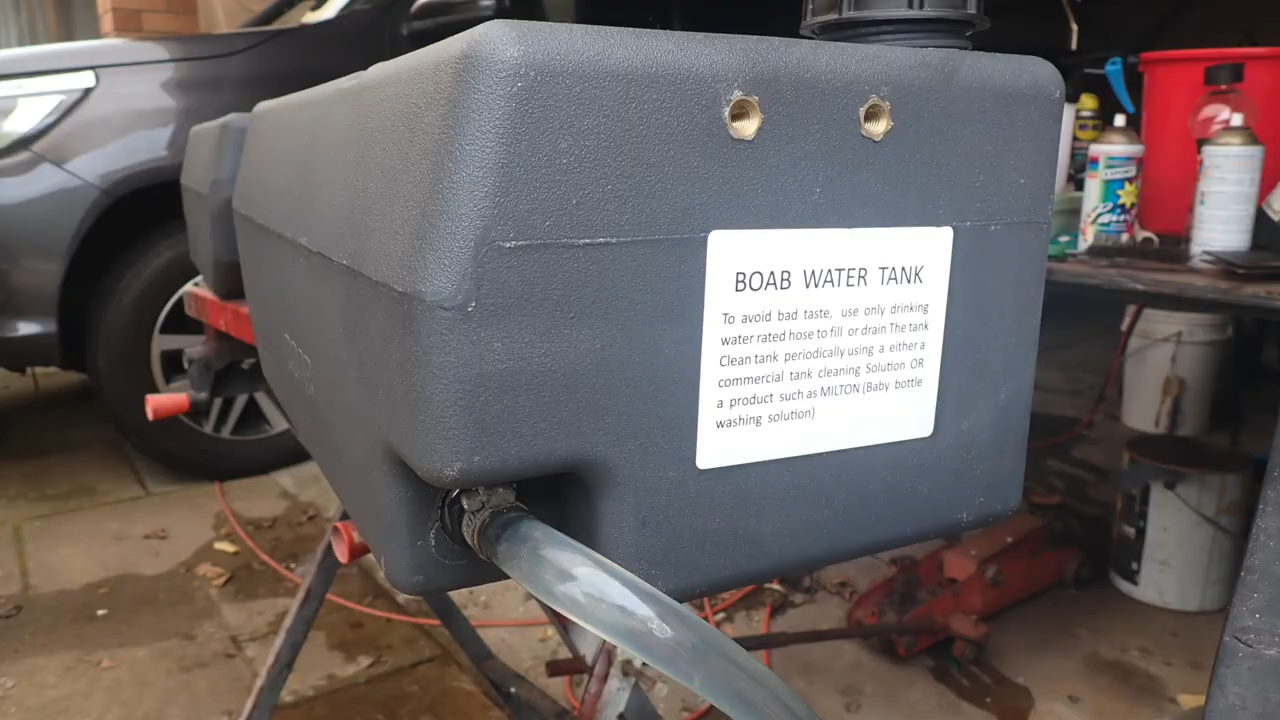 BOAB WATER TANK
To avoid bad taste, use only drinking
water rated hose to fill or drain The tank
Clean tank periodically using a either a
commercial tank cleaning Solution OR
a product such as MILTON (Baby bottle
washing solution)